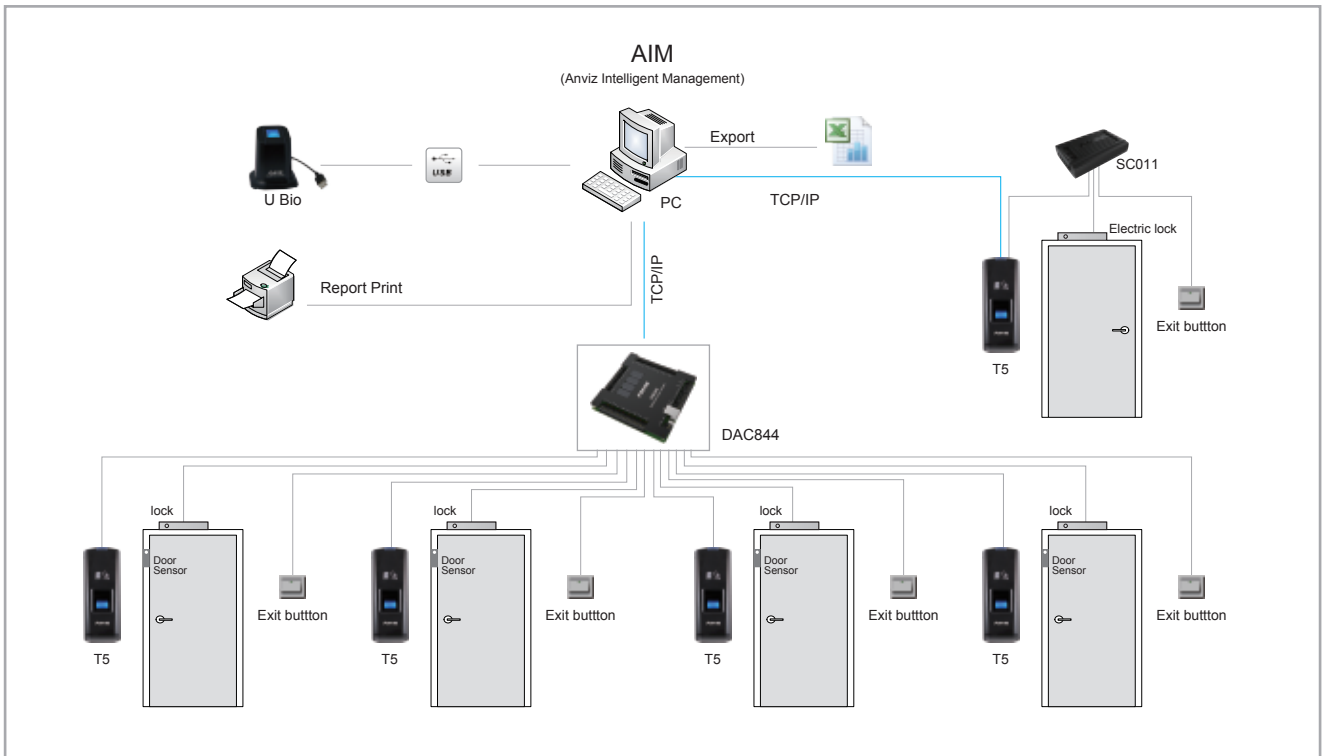 AIM
(Anviz Intelligent Management)
Export
USB
SC011
U Bio
PC
TCP/IP
Electric lock
Report Print
TCP/IP
Exit buttton
T5
DAC844
lock
lock
lock
lock
Door
Sensor
Door
Sensor
Door
Sensor
Door
Sensor
Exit buttton
Exit buttton
Exit buttton
Exit buttton
T5
T5
T5
T5